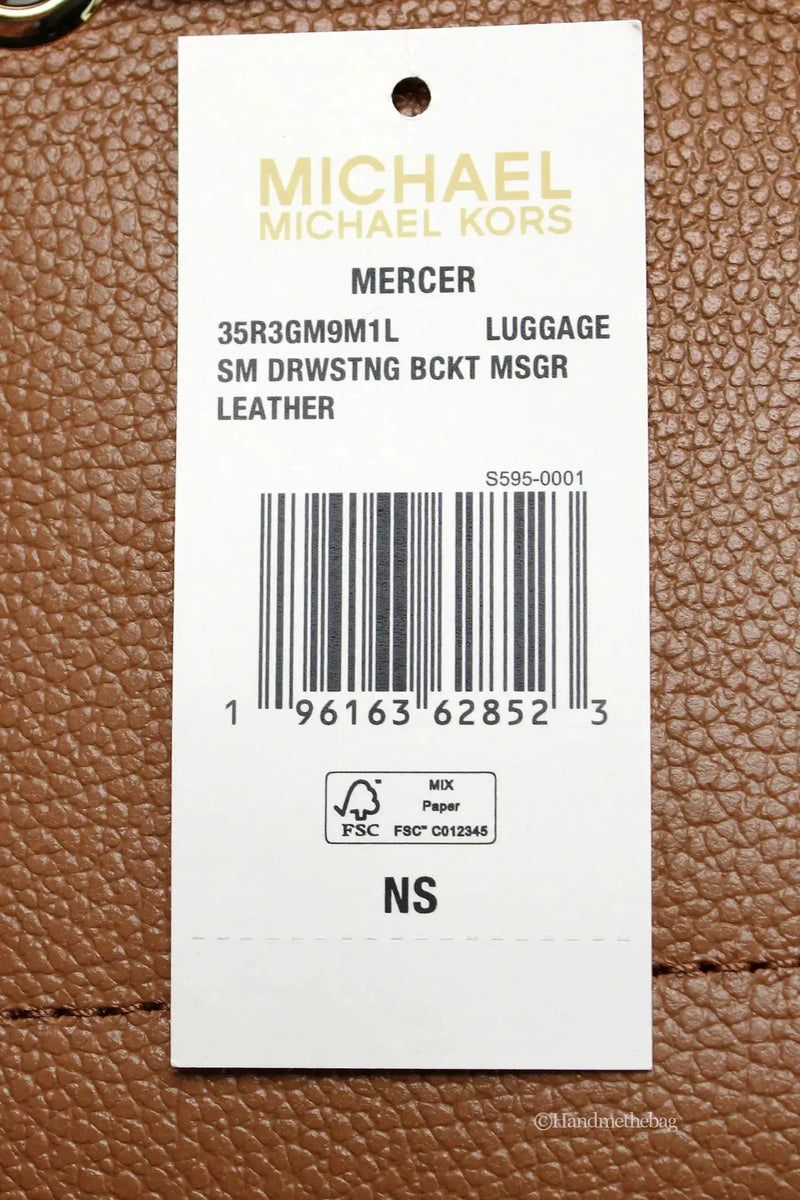 MICHAEL
MICHAEL KORS
MERCER
35R3GM9M1L LUGGAGE
SM DRWSTNG BCKT MSGR
LEATHER
S595-0001
1 96163 62852 3
MIX
Paper
FSC FSC™ C012345
NS
©Handmethebag